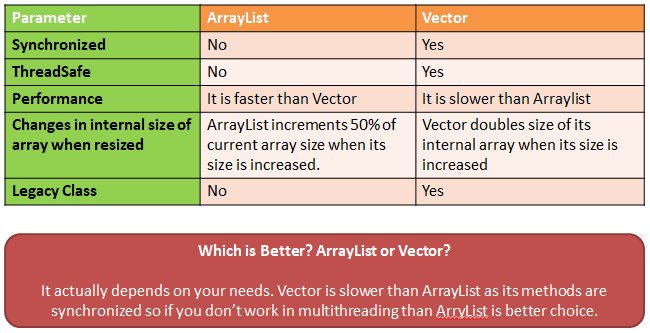 Parameter ArrayList Vector
Synchronized No Yes
ThreadSafe No Yes
Performance It is faster than Vector It is slower than Arraylist
Changes in internal size of ArrayList increments 50% of Vector doubles size of its
array when resized current array size when its internal array when its size is
size is increased. increased
Legacy Class No Yes
Which is Better? ArrayList or Vector?
It actually depends on your needs. Vector is slower than ArrayList as its methods are
synchronized so if you don't work in multithreading than ArryList is better choice.